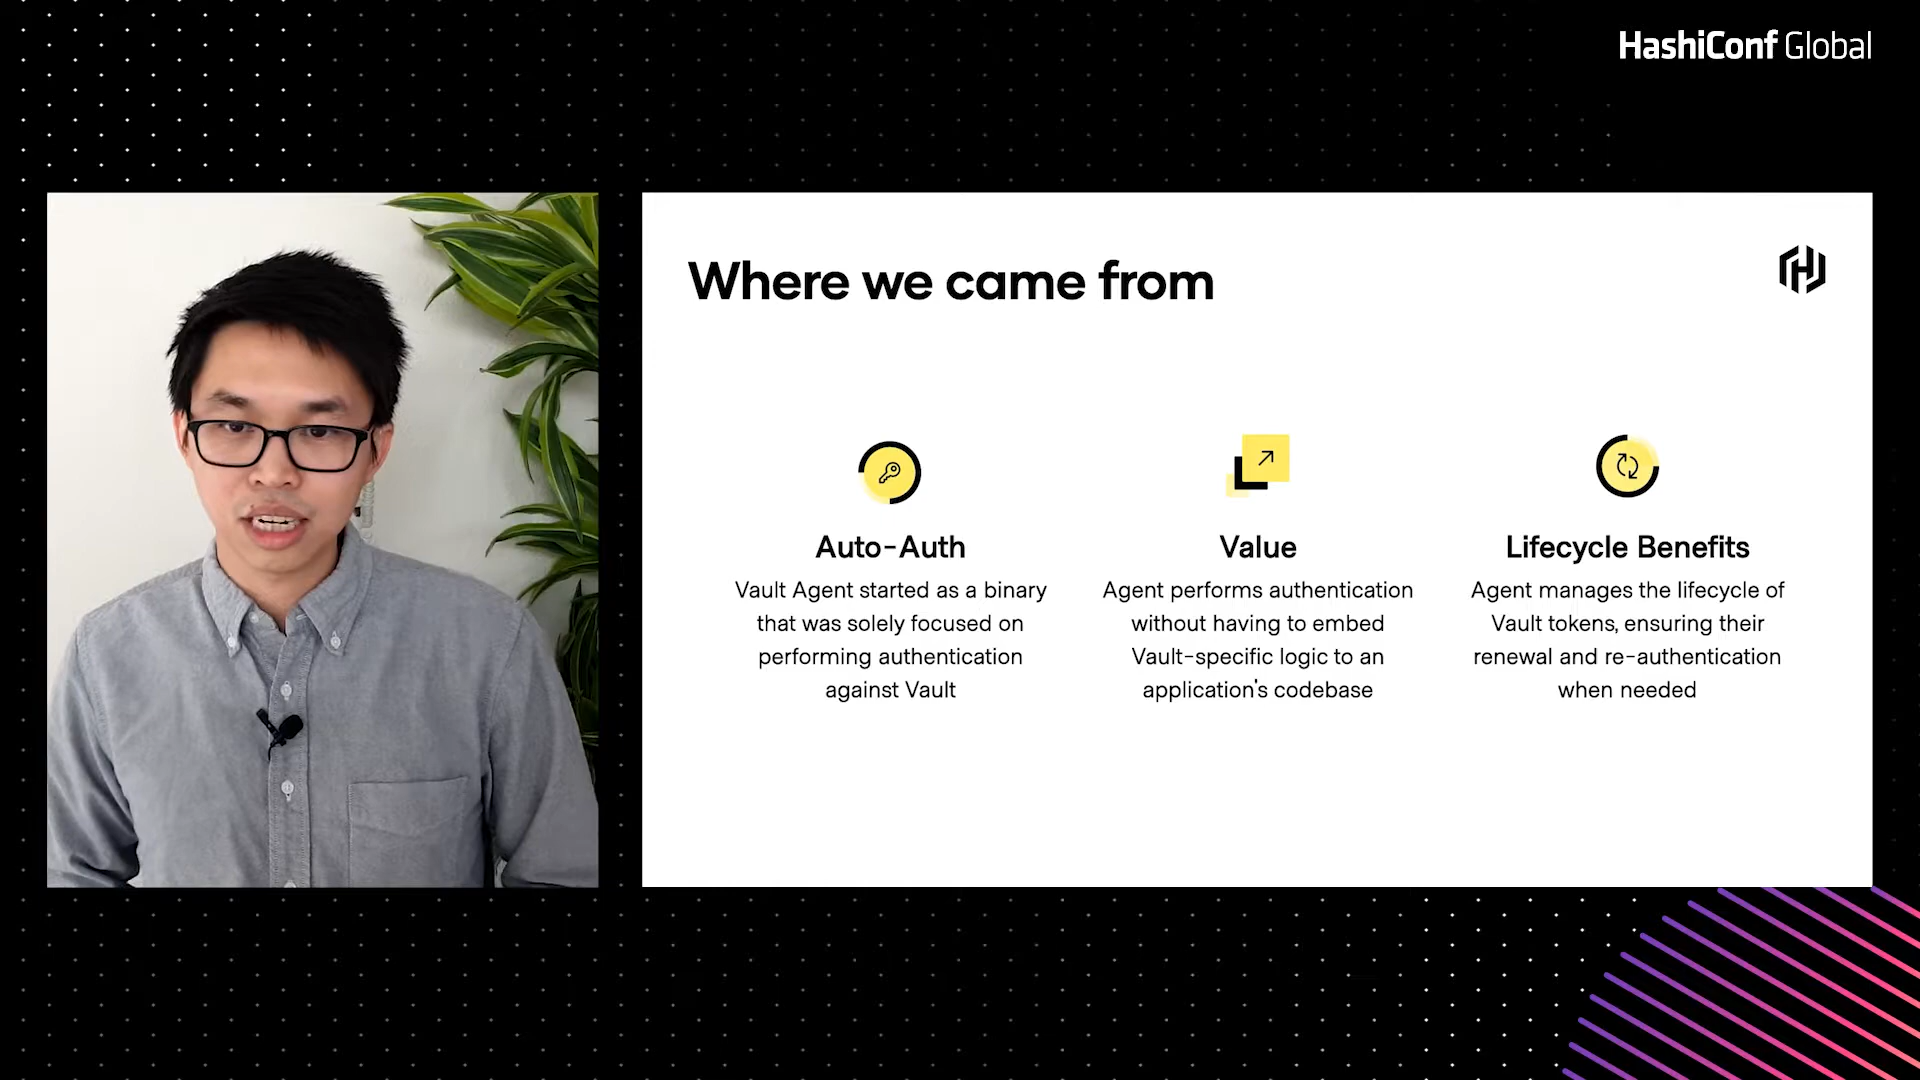 HashiConf Global
Where we came from
Auto-Auth
Vault Agent started as a binary
that was solely focused on
performing authentication
against Vault
Value
Agent performs authentication
without having to embed
Vault-specific logic to an
application's codebase
Lifecycle Benefits
Agent manages the lifecycle of
Vault tokens, ensuring their
renewal and re-authentication
when needed